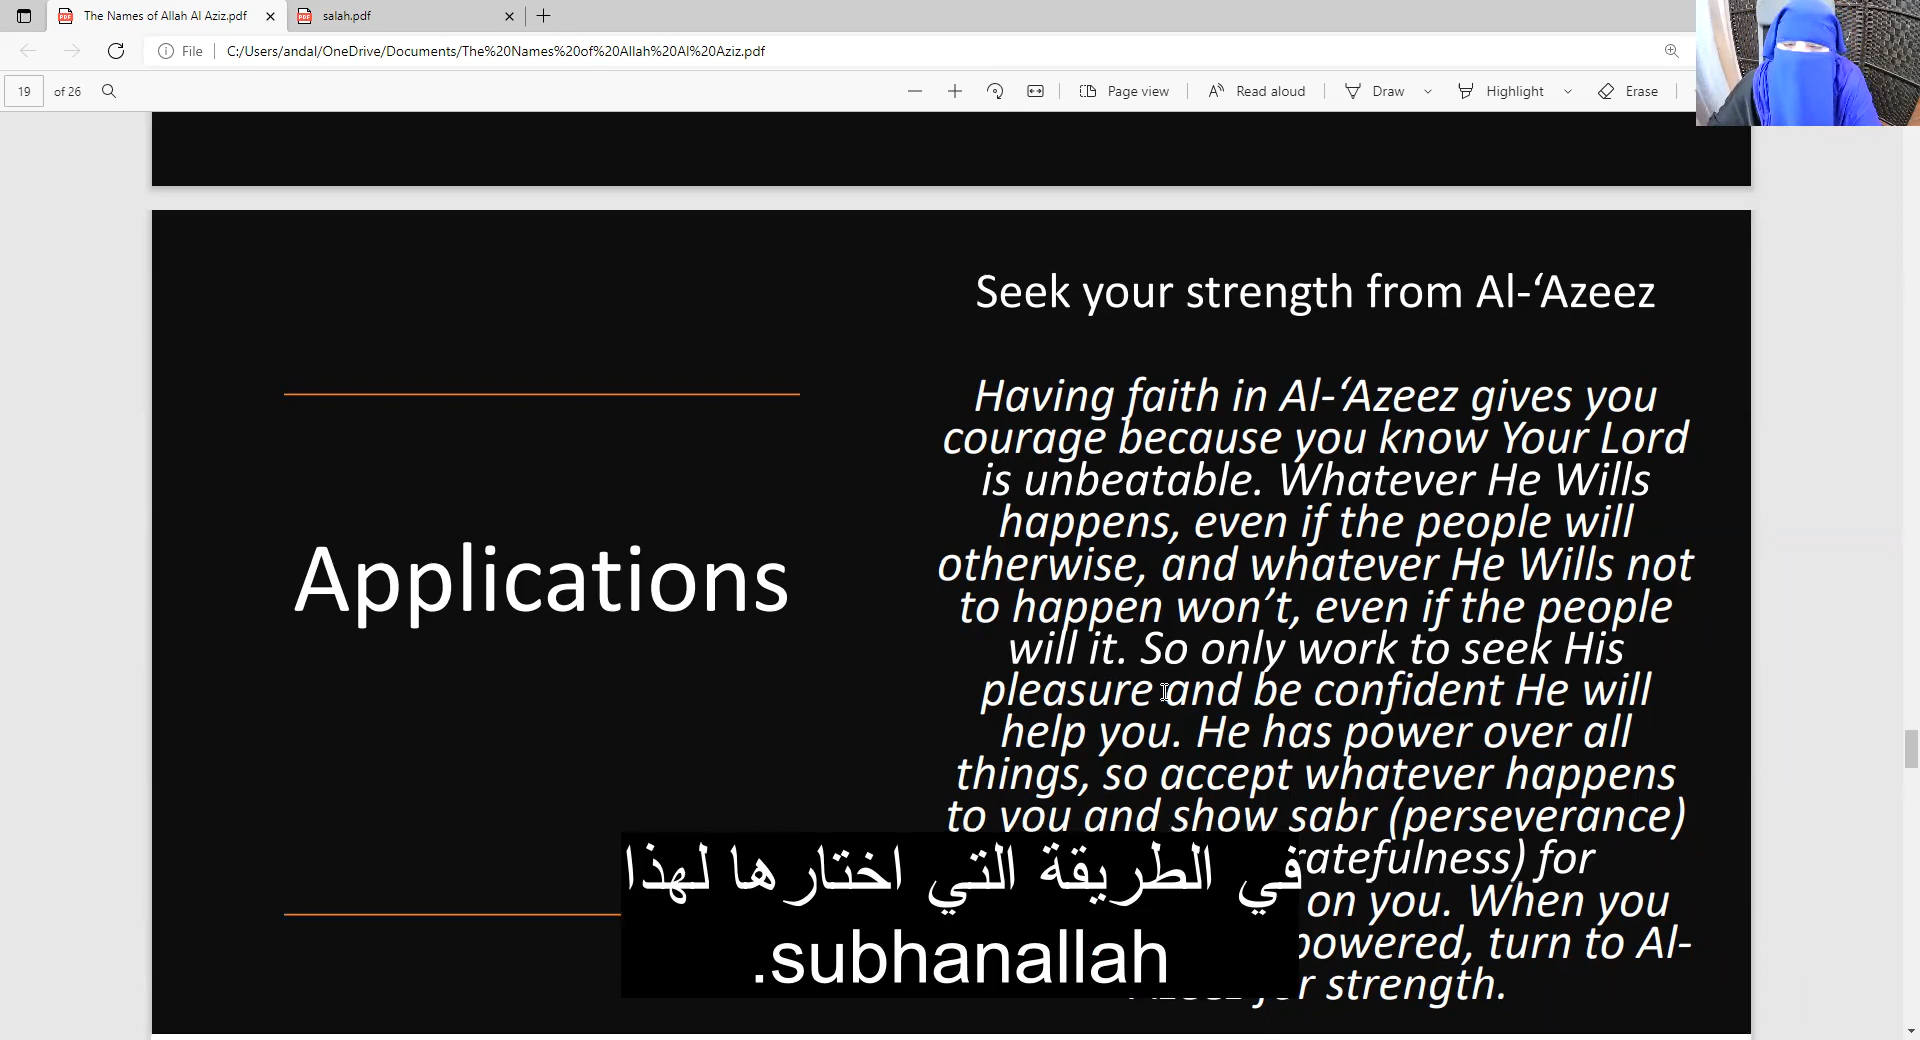 The Names of Allah Al Aziz.pdf
salah.pdf
File
C:/Users/andal/OneDrive/Documents/The%20Names%20of%20Allah%20Al%20Aziz.pdf
19 of 26
Page view
Read aloud
Draw
Highlight
Erase
Applications
Seek your strength from Al-‘Azeez
Having faith in Al-‘Azeez gives you
courage because you know Your Lord
is unbeatable. Whatever He Wills
happens, even if the people will
otherwise, and whatever He Wills not
to happen won’t, even if the people
will it. So only work to seek His
pleasure and be confident He will
help you. He has power over all
things, so accept whatever happens
to you and show sabr (perseverance)
for
on you. When you
turn to Al-
strength.
في الطريقة التي اختارها لهذا
.subhanallah